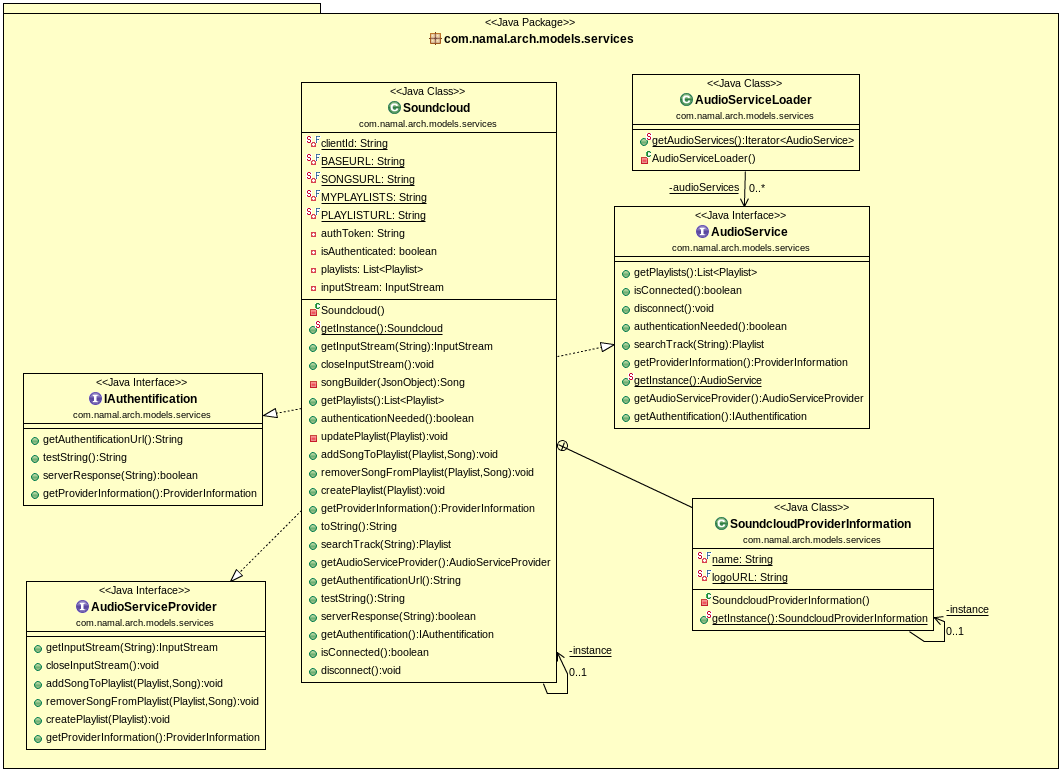 <<Java Package>>
com.namal.arch.models.services
<<Java Class>>
Soundcloud
com.namal.arch.models.services
clientId: String
BASEURL: String
SONGSURL: String
MYPLAYLISTS: String
PLAYLISTURL: String
authToken: String
isAuthenticated: boolean
playlists: List<Playlist>
inputStream: InputStream
Soundcloud()
getInstance():Soundcloud
getInputStream(String):InputStream
closeInputStream():void
songBuilder(JsonObject):Song
getPlaylists():List<Playlist>
authenticationNeeded():boolean
updatePlaylist(Playlist):void
addSongToPlaylist(Playlist,Song):void
removerSongFromPlaylist(Playlist,Song):void
createPlaylist(Playlist):void
getProviderInformation():ProviderInformation
toString():String
searchTrack(String):Playlist
getAudioServiceProvider():AudioServiceProvider
getAuthentificationUrl():String
testString():String
serverResponse(String):boolean
getAuthentification():IAuthentification
isConnected():boolean
disconnect():void
-instance
0..1
<<Java Class>>
AudioServiceLoader
com.namal.arch.models.services
getAudioServices():Iterator<AudioService>
AudioServiceLoader()
-audioServices
0..*
<<Java Interface>>
AudioService
com.namal.arch.models.services
getPlaylists():List<Playlist>
isConnected():boolean
disconnect():void
authenticationNeeded():boolean
searchTrack(String):Playlist
getProviderInformation():ProviderInformation
getInstance():AudioService
getAudioServiceProvider():AudioServiceProvider
getAuthentification():IAuthentification
<<Java Interface>>
IAuthentification
com.namal.arch.models.services
getAuthentificationUrl():String
testString():String
serverResponse(String):boolean
getProviderInformation():ProviderInformation
<<Java Class>>
SoundcloudProviderInformation
com.namal.arch.models.services
name: String
logoURL: String
SoundcloudProviderInformation()
getInstance():SoundcloudProviderInformation
-instance
0..1
<<Java Interface>>
AudioServiceProvider
com.namal.arch.models.services
getInputStream(String):InputStream
closeInputStream():void
addSongToPlaylist(Playlist,Song):void
removerSongFromPlaylist(Playlist,Song):void
createPlaylist(Playlist):void
getProviderInformation():ProviderInformation